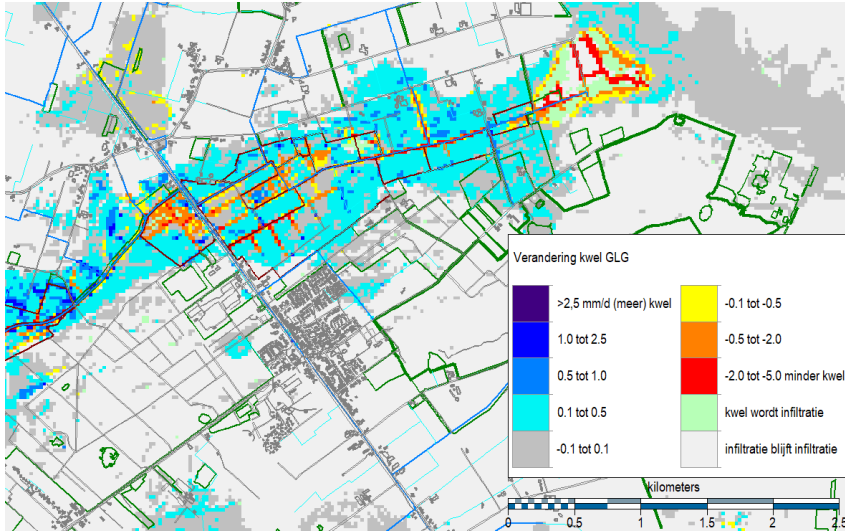 Verandering kwel GLG
>2,5 mm/d (meer) kwel
1.0 tot 2.5
0.5 tot 1.0
0.1 tot 0.5
-0.1 tot 0.1
-0.1 tot -0.5
-0.5 tot -2.0
-2.0 tot -5.0 minder kwel
kwel wordt infiltratie
infiltratie blijft infiltratie
kilometers
0 0.5 1.0 1.5 2.0 2.5